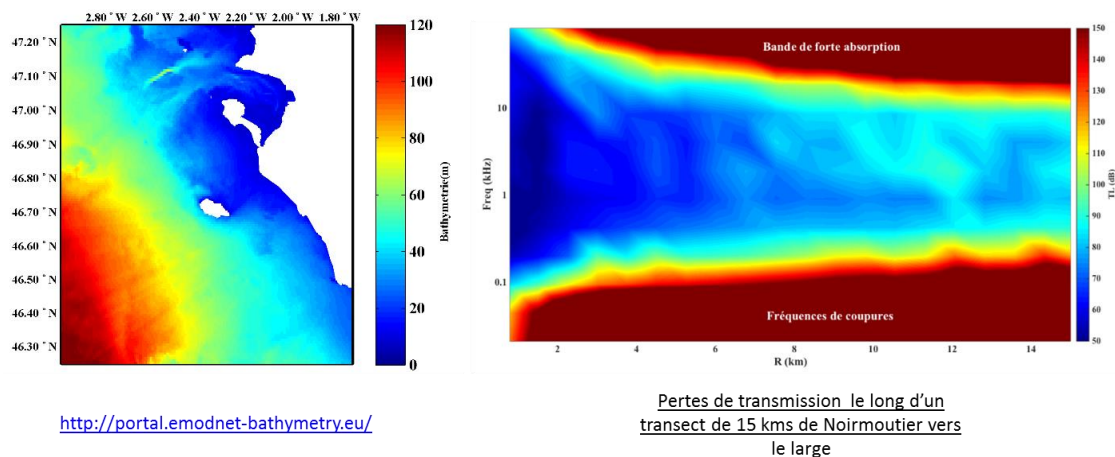 2.80°W 2.60°W 2.40°W 2.20°W 2.00°W
47.20°N
47.10°N
47.00°N
46.90°N
46.80°N
46.70°N
46.60°N
46.50°N
46.40°N
46.30°N
120
100
80
60
40
20
0
Bathymetric(m)
Bande de forte absorption
Fréquences de coupures
Freq (kHz)
10
1
0.1
2 4 6 8 10 12 14
R (km)
150
140
130
120
110
100
90
80
70
60
50
TL (dB)
http://portal.emodnet-bathymetry.eu/
Pertes de transmission le long d'un
transect de 15 kms de Noirmoutier vers
le large